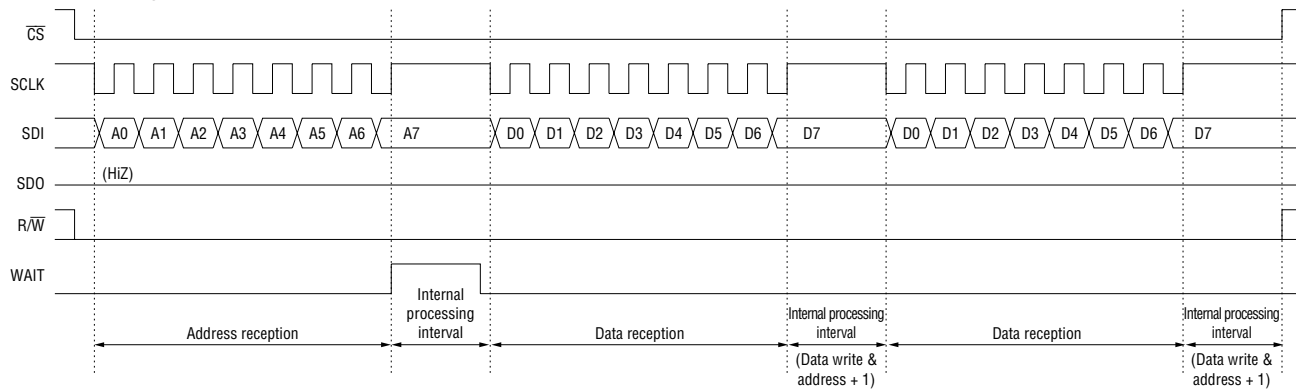 CS
SCLK
SDI A0 A1 A2 A3 A4 A5 A6 A7 D0 D1 D2 D3 D4 D5 D6 D7 D0 D1 D2 D3 D4 D5 D6 D7
(HiZ)
SDO
R/W
WAIT
Internal
processing
interval
Address reception
Data reception
Internal processing
interval
(Data write &
address + 1)
Data reception
Internal processing
interval
(Data write &
address + 1)